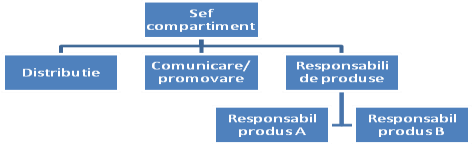 Sef
compartiment
Distributie
Comunicare/
promovare
Responsabili
de produse
Responsabil
produs A
Responsabil
produs B